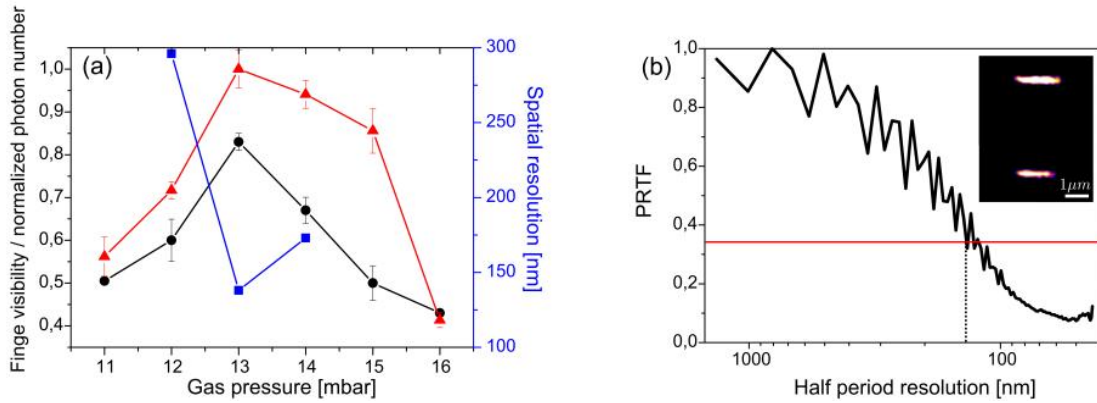 (a)
Finge visibility / normalized photon number
1,0
0,9
0,8
0,7
0,6
0,5
0,4
300
250
200
150
100
Spatial resolution [nm]
11 12 13 14 15 16
Gas pressure [mbar]
(b)
PRTF
1,0
0,8
0,6
0,4
0,2
0,0
1μm
1000 100
Half period resolution [nm]